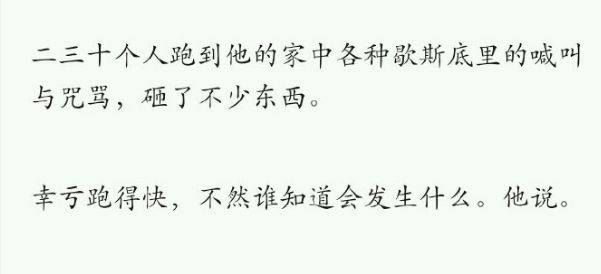 二三十个人跑到他的家中各种歇斯底里的喊叫
与咒骂，砸了不少东西。
幸亏跑得快，不然谁知道会发生什么。他说。